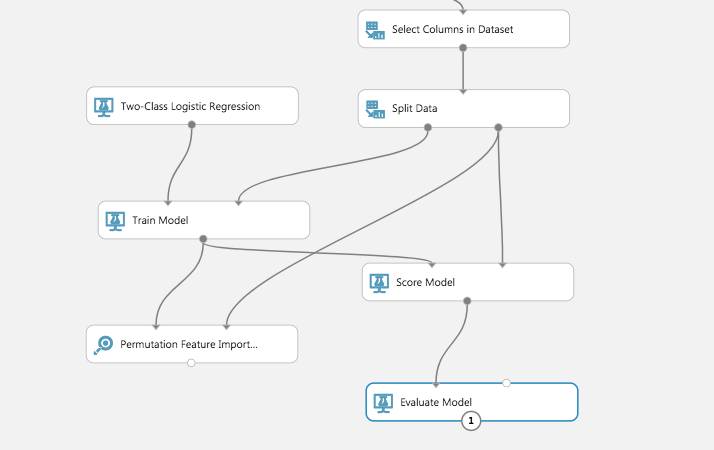 Select Columns in Dataset
Two-Class Logistic Regression
Split Data
Train Model
Score Model
Permutation Feature Import...
Evaluate Model
1